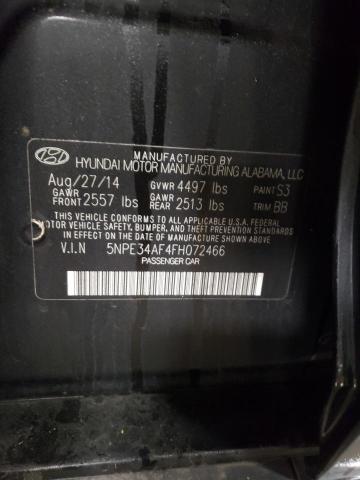 MANUFACTURED BY
HYUNDAI MOTOR MANUFACTURING ALABAMA, LLC
Aug/27/14 GVWR 4497 lbs PAINT S3
GAWR FRONT 2557 lbs GAWR REAR 2513 lbs TRIM BB
THIS VEHICLE CONFORMS TO ALL APPLICABLE U.S.A. FEDERAL
MOTOR VEHICLE SAFETY, BUMPER, AND THEFT PREVENTION
STANDARDS IN EFFECT ON THE DATE OF MANUFACTURE SHOWN ABOVE.
V.I.N 5NPE34AF4FH072466
PASSENGER CAR